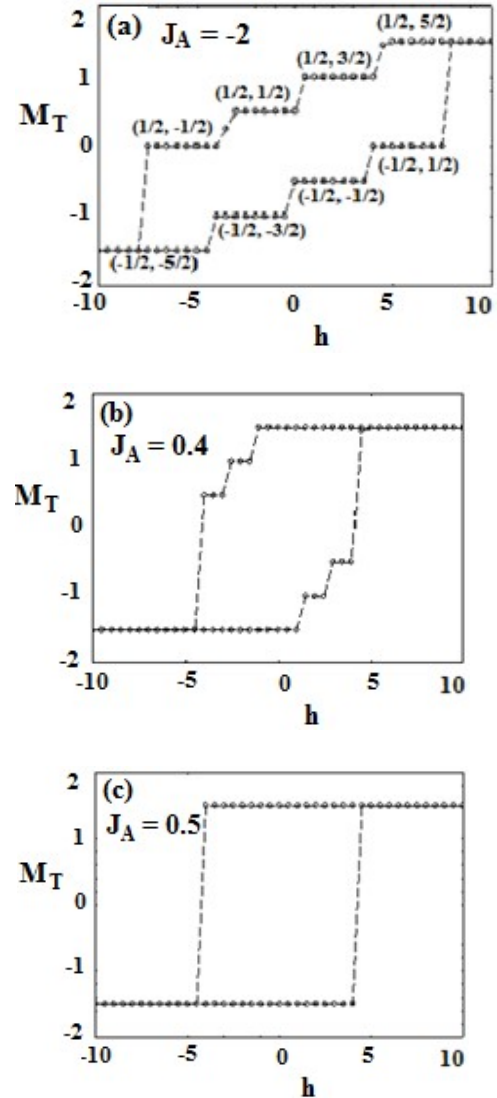 2
(a)
J_A = -2
(1/2, 5/2)
(1/2, 3/2)
1
(1/2, 1/2)
M_T
(1/2, -1/2)
0
(-1/2, 1/2)
(-1/2, -1/2)
-1
(-1/2, -3/2)
(-1/2, -5/2)
-2
-10 -5 0 5 10
h
2
(b)
J_A = 0.4
1
M_T
0
-1
-2
-10 -5 0 5 10
h
2
(c)
J_A = 0.5
1
M_T
0
-1
-2
-10 -5 0 5 10
h